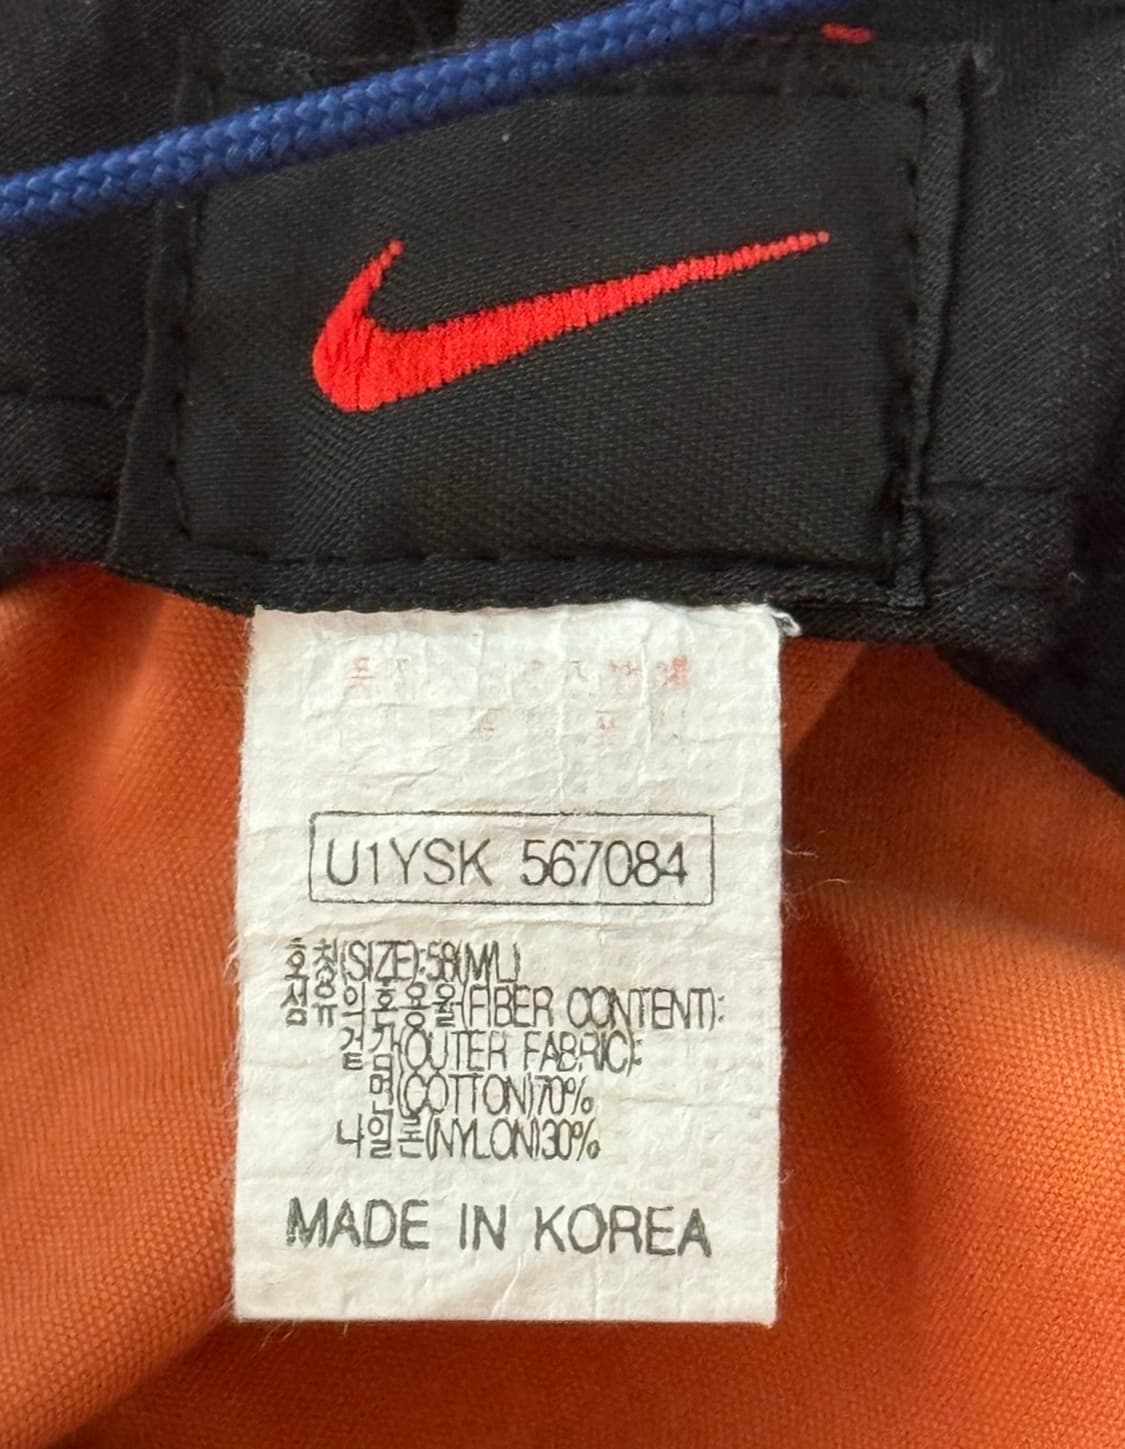 U1YSK 567084
호칭(SIZE):58(M/L)
섬유의혼용율(FIBER CONTENT):
겉감(OUTER FABRIC):
면(COTTON)70%
나일론(NYLON)30%
MADE IN KOREA